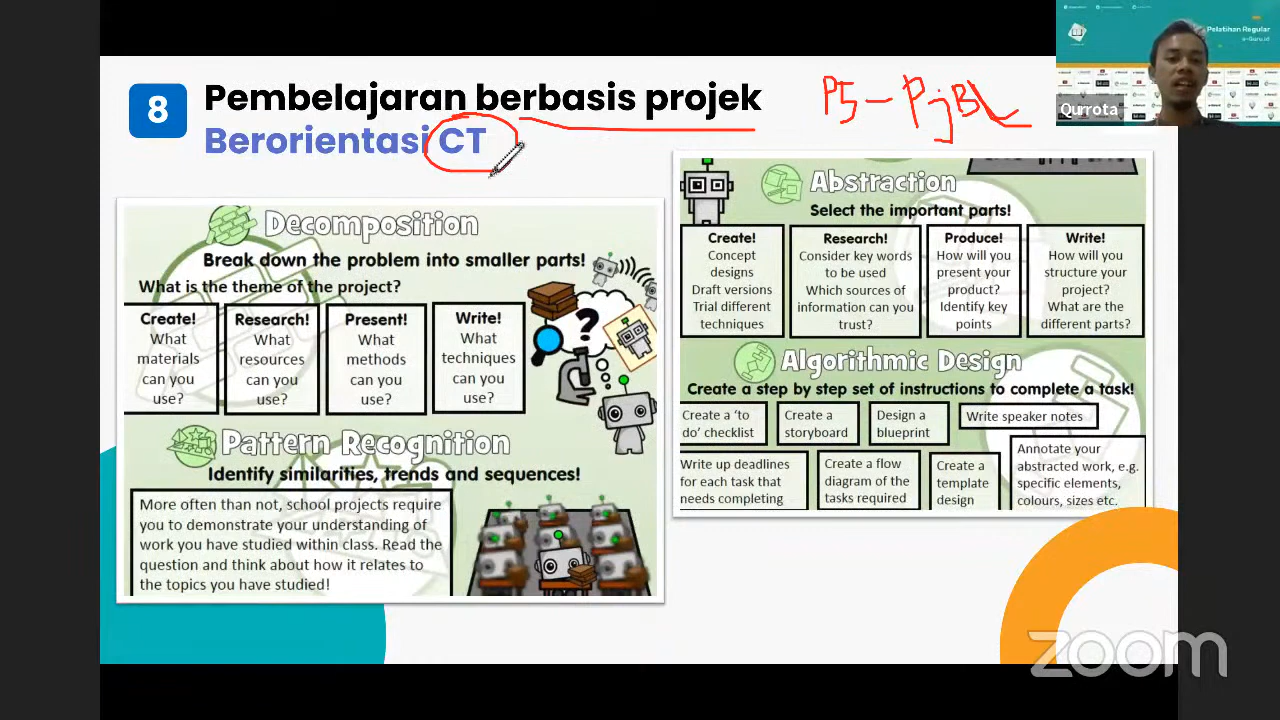 8
Pembelajaran berbasis projek
Berorientasi CT
P5 - PjBL
Pelatihan Regular
e-Guru.id
Qurrota
Decomposition
Break down the problem into smaller parts!
What is the theme of the project?
Create!
What
materials
can you
use?
Research!
What
resources
can you
use?
Present!
What
methods
can you
use?
Write!
What
techniques
can you
use?
?
Pattern Recognition
Identify similarities, trends and sequences!
More often than not, school projects require
you to demonstrate your understanding of
work you have studied within class. Read the
question and think about how it relates to
the topics you have studied!
Abstraction
Select the important parts!
Create!
Concept
designs
Draft versions
Trial different
techniques
Research!
Consider key words
to be used
Which sources of
information can you
trust?
Produce!
How will you
present your
product?
Identify key
points
Write!
How will you
structure your
project?
What are the
different parts?
Algorithmic Design
Create a step by step set of instructions to complete a task!
Create a ‘to
do’ checklist
Create a
storyboard
Design a
blueprint
Write speaker notes
Write up deadlines
for each task that
needs completing
Create a flow
diagram of the
tasks required
Create a
template
design
Annotate your
abstracted work, e.g.
specific elements,
colours, sizes etc.
zoom